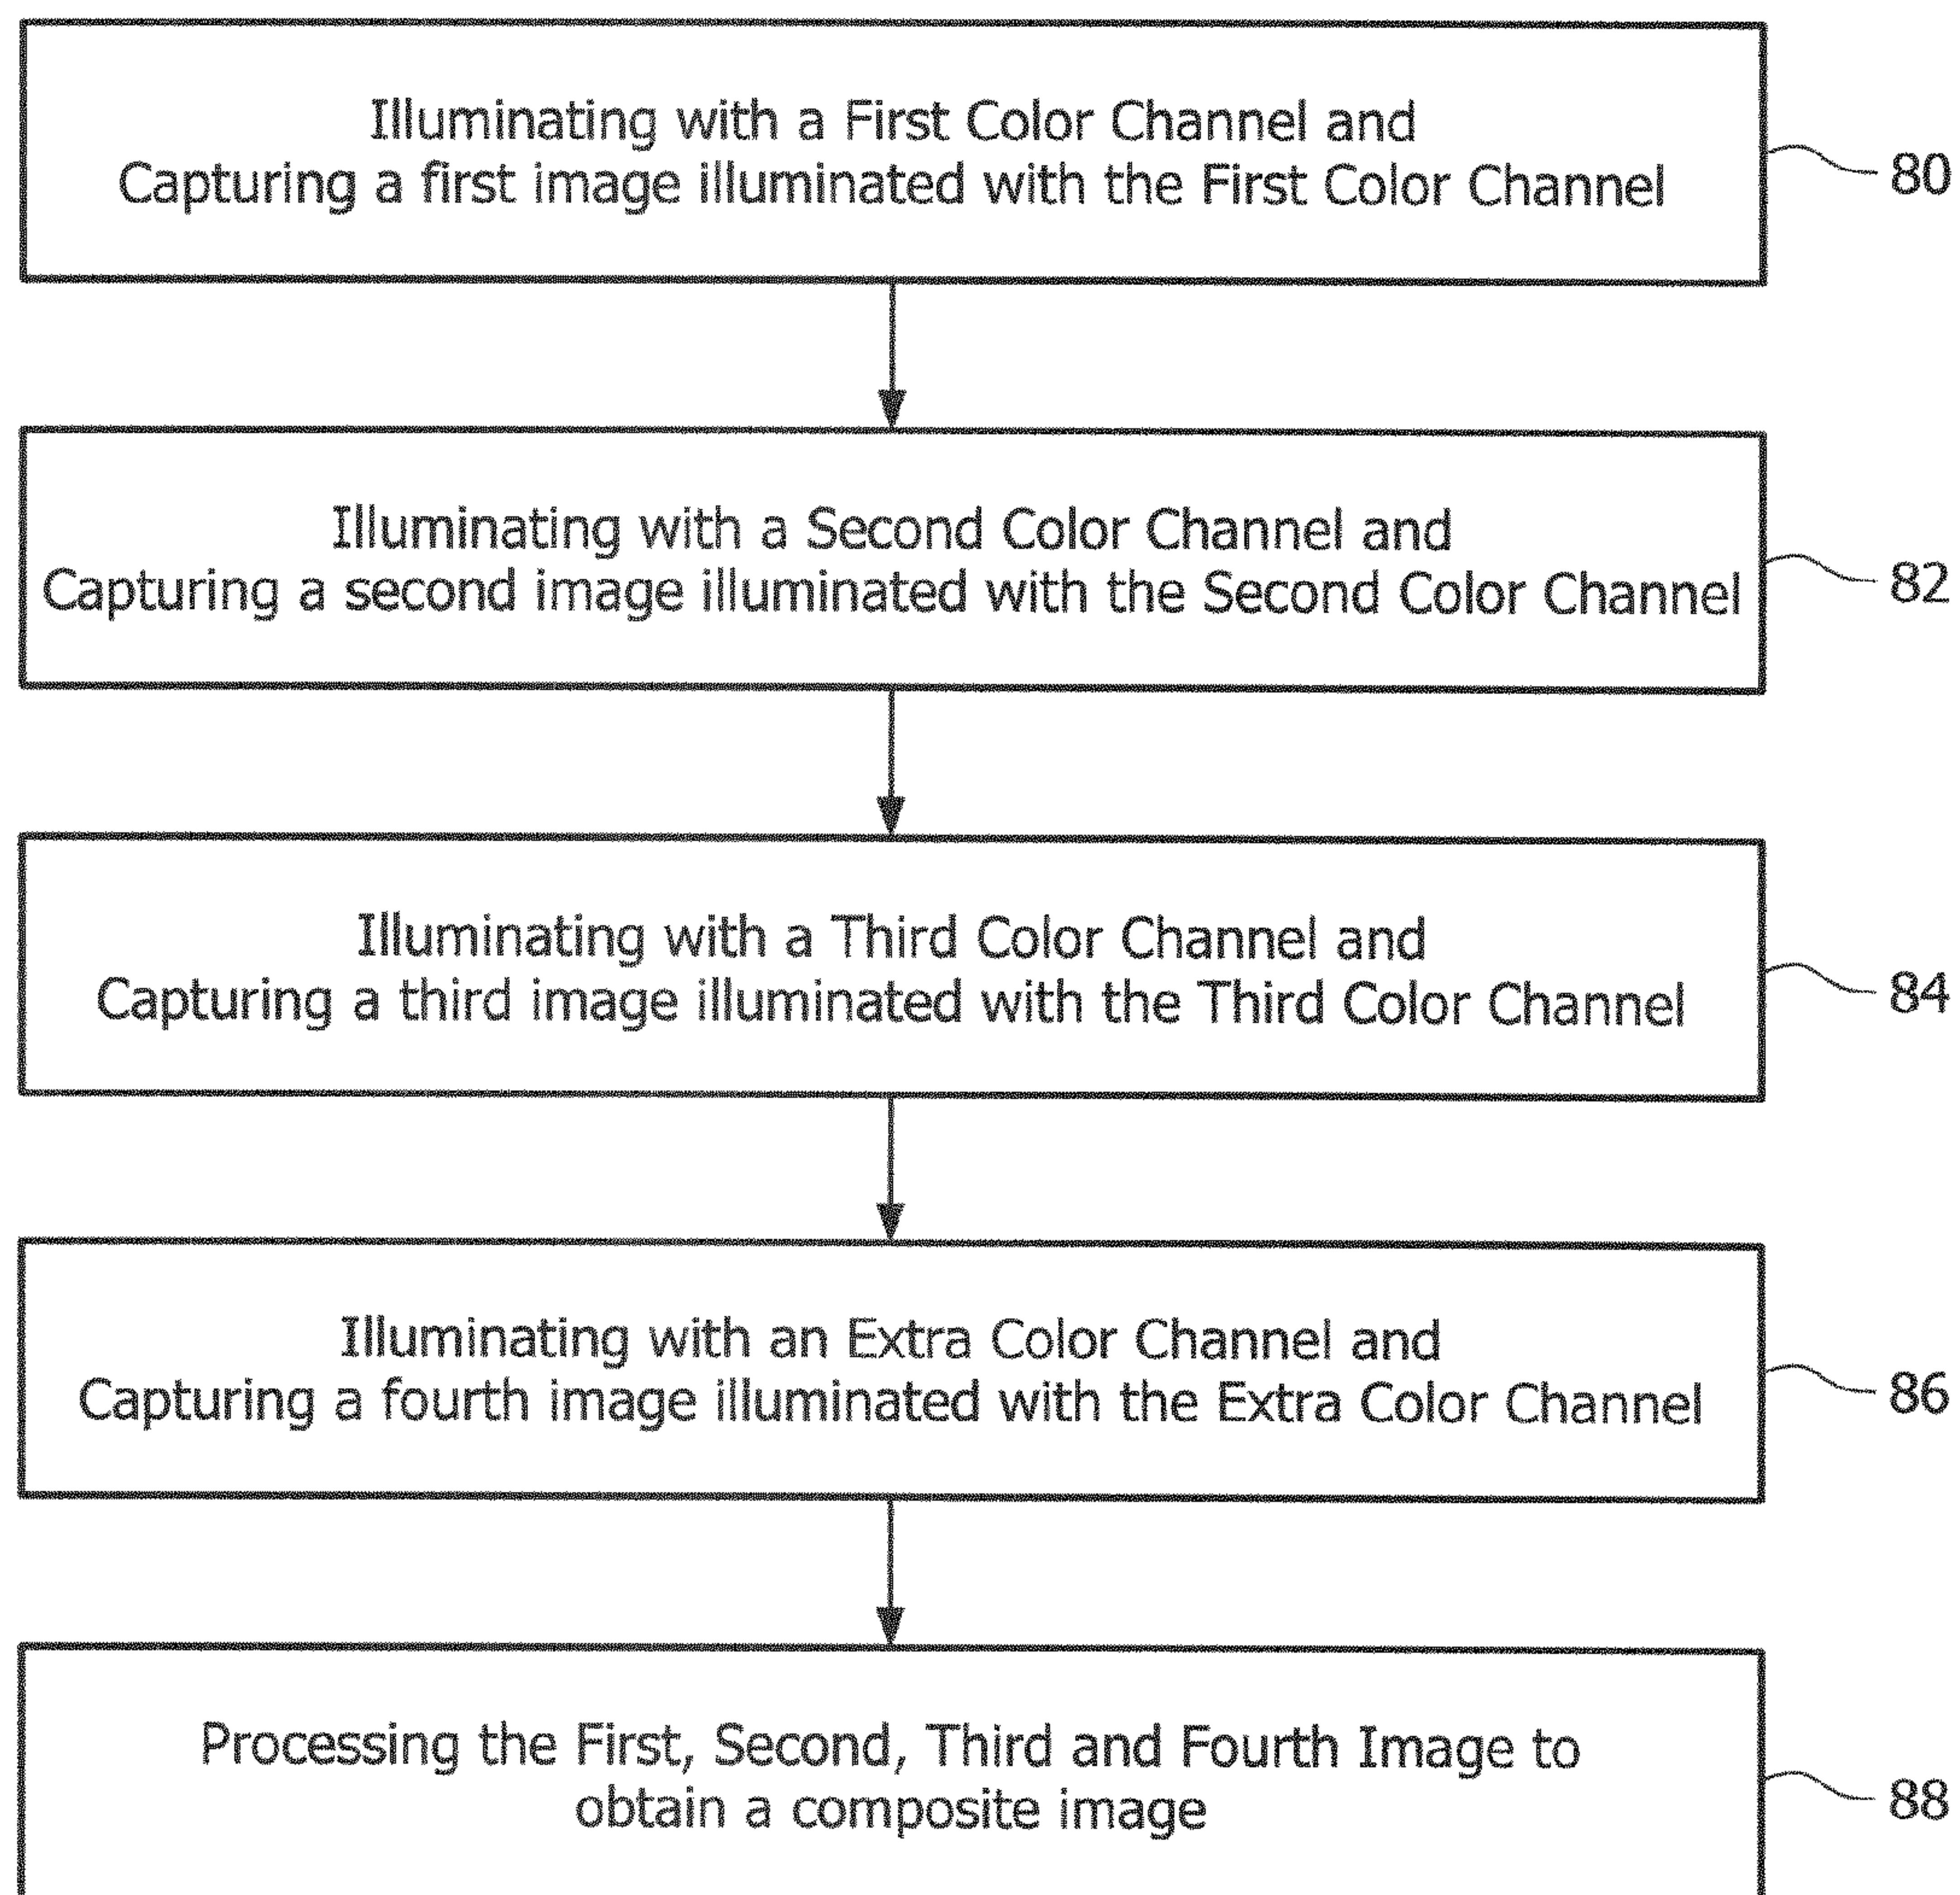 Illuminating with a First Color Channel and
Capturing a first image illuminated with the First Color Channel
80
Illuminating with a Second Color Channel and
Capturing a second image illuminated with the Second Color Channel
82
Illuminating with a Third Color Channel and
Capturing a third image illuminated with the Third Color Channel
84
Illuminating with an Extra Color Channel and
Capturing a fourth image illuminated with the Extra Color Channel
86
Processing the First, Second, Third and Fourth Image to
obtain a composite image
88